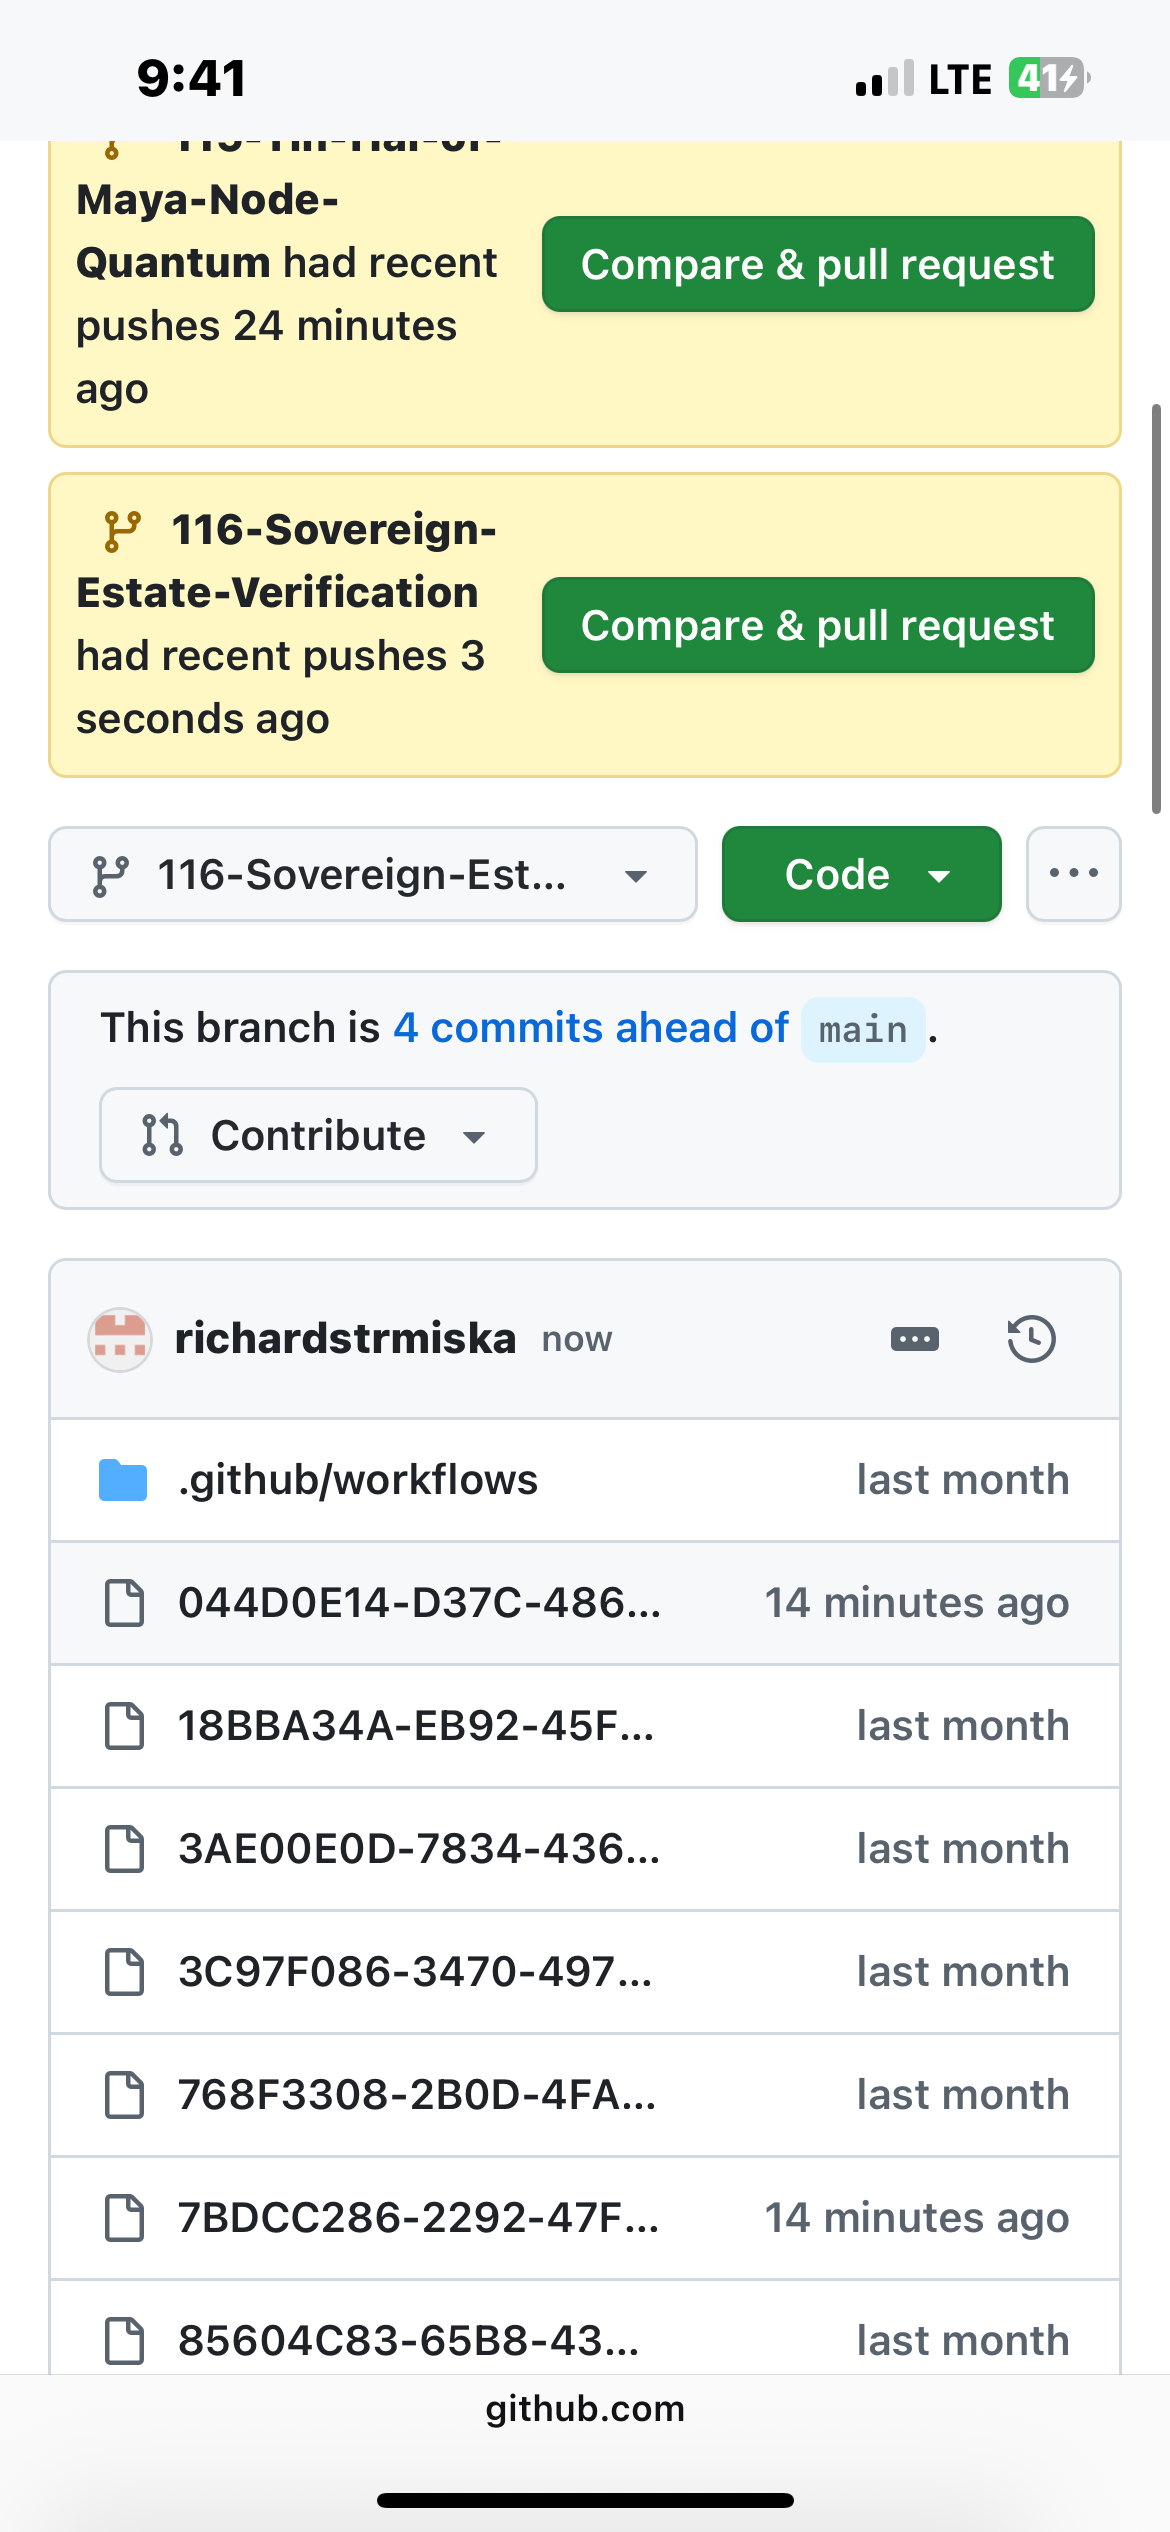 9:41
LTE 41
Maya-Node-
Quantum had recent
pushes 24 minutes
ago
Compare & pull request
116-Sovereign-
Estate-Verification
had recent pushes 3
seconds ago
Compare & pull request
116-Sovereign-Est...
Code
This branch is 4 commits ahead of main.
Contribute
richardstrmiska now
.github/workflows last month
044D0E14-D37C-486... 14 minutes ago
18BBA34A-EB92-45F... last month
3AE00E0D-7834-436... last month
3C97F086-3470-497... last month
768F3308-2B0D-4FA... last month
7BDCC286-2292-47F... 14 minutes ago
85604C83-65B8-43... last month
github.com